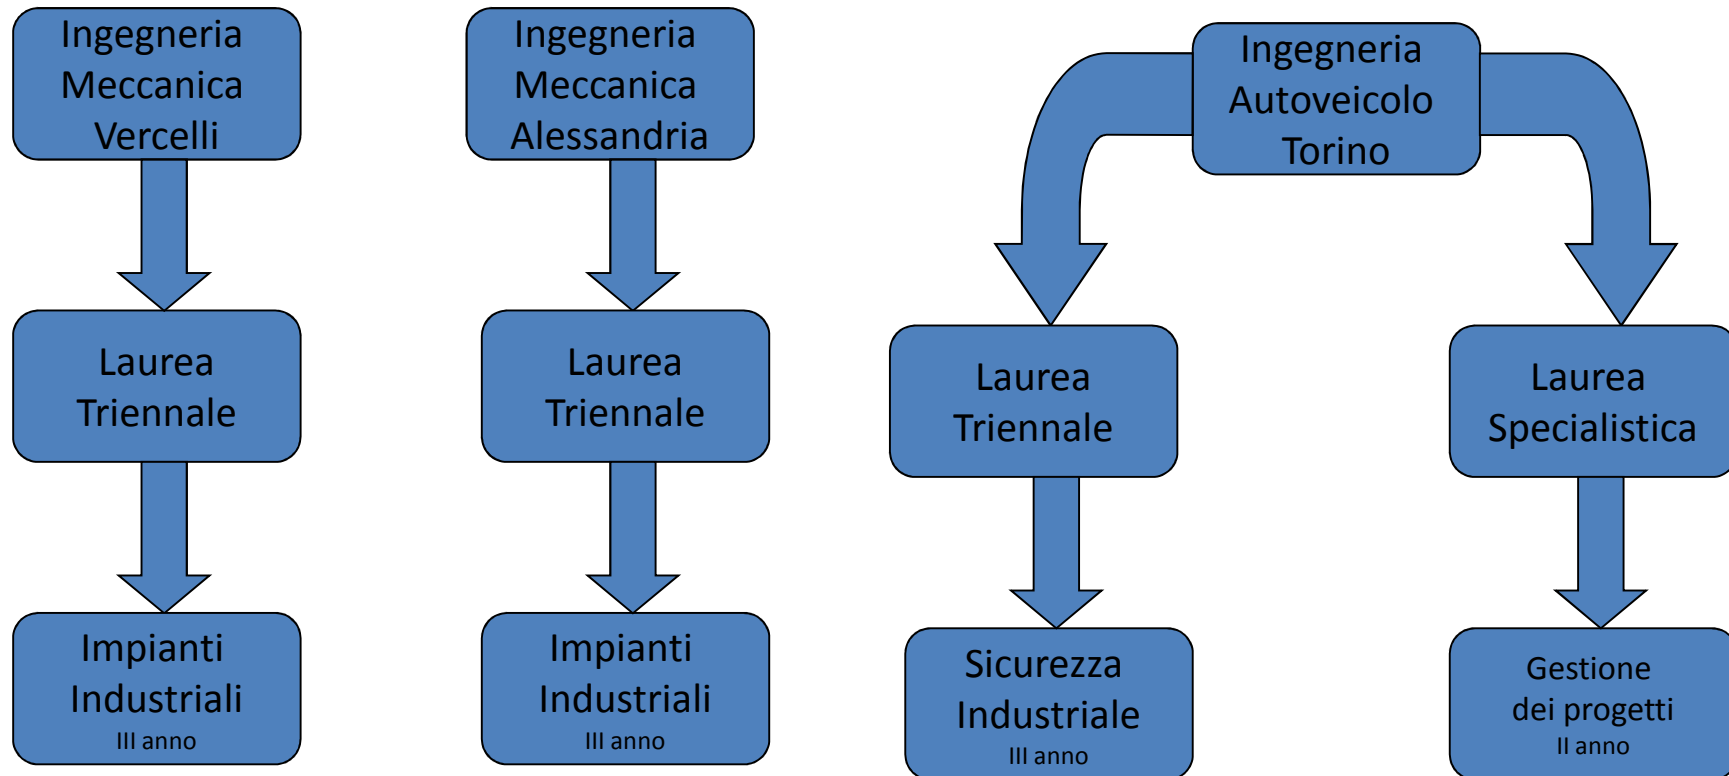 Ingegneria
Meccanica
Vercelli
Ingegneria
Meccanica
Alessandria
Ingegneria
Autoveicolo
Torino
Laurea
Triennale
Laurea
Triennale
Laurea
Triennale
Laurea
Specialistica
Impianti
Industriali
III anno
Impianti
Industriali
III anno
Sicurezza
Industriale
III anno
Gestione
dei progetti
II anno